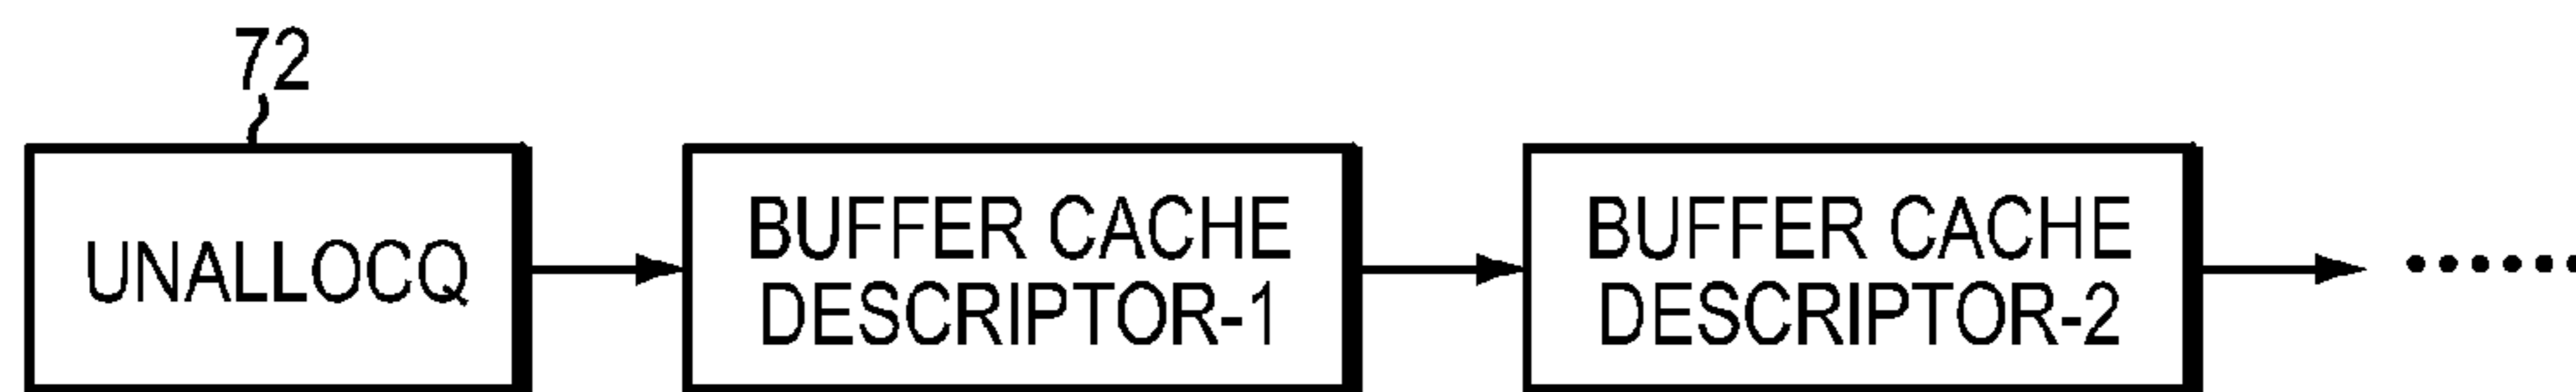 72
UNALLOCQ
BUFFER CACHE
DESCRIPTOR-1
BUFFER CACHE
DESCRIPTOR-2